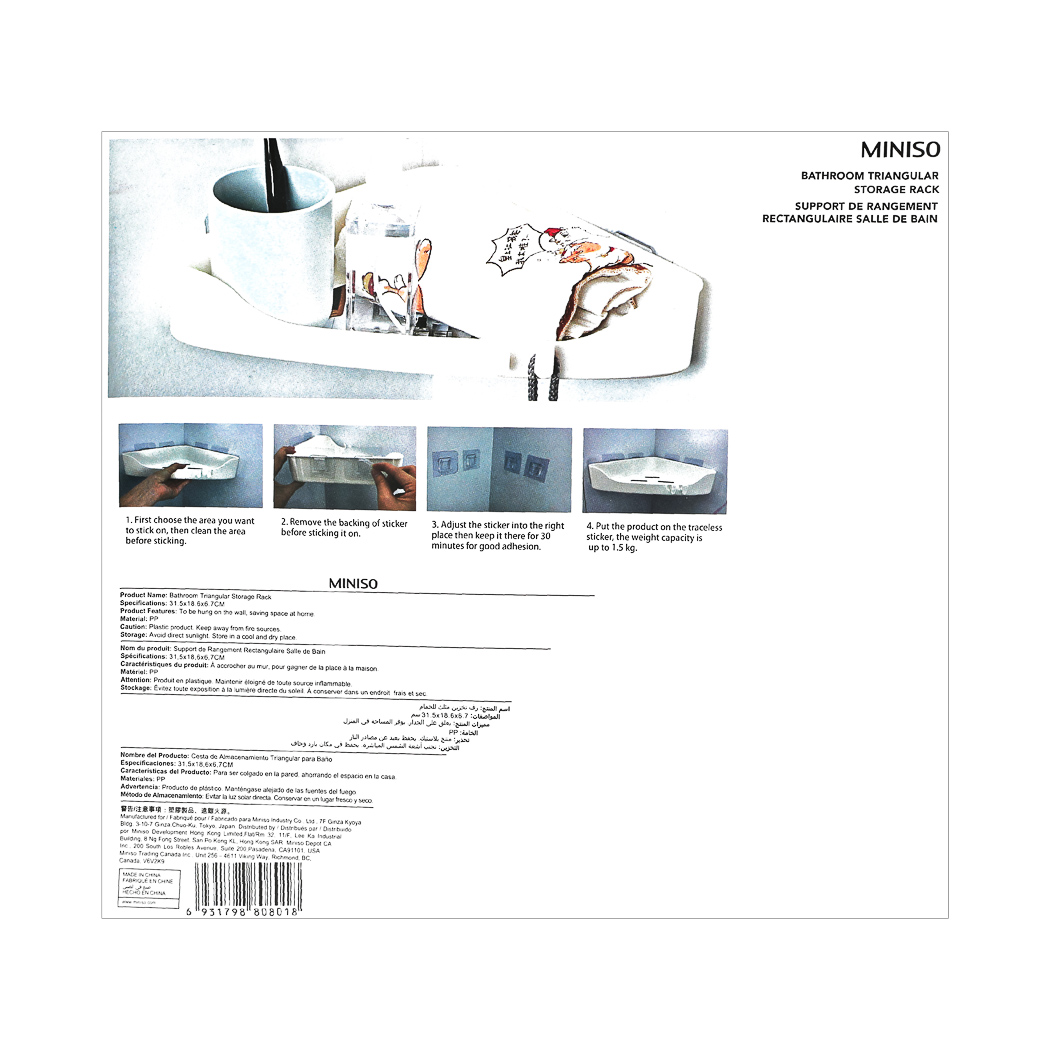 MINISO
BATHROOM TRIANGULAR
STORAGE RACK
SUPPORT DE RANGEMENT
RECTANGULAIRE SALLE DE BAIN
1. First choose the area you want
to stick on, then clean the area
before sticking.
2. Remove the backing of sticker
before sticking it on.
3. Adjust the sticker into the right
place then keep it there for 30
minutes for good adhesion.
4. Put the product on the traceless
sticker, the weight capacity is
up to 1.5 kg.
MINISO
Product Name: Bathroom Triangular Storage Rack
Specifications: 31.5x18.6x6.7CM
Product Features: To be hung on the wall, saving space at home
Material: PP
Caution: Plastic product. Keep away from fire sources.
Storage: Avoid direct sunlight. Store in a cool and dry place.
Nom du produit: Support de Rangement Rectangulaire Salle de Bain
Spécifications: 31,5x18,6x6,7CM
Caractéristiques du produit: À accrocher au mur, pour gagner de la place à la maison.
Matériel: PP
Attention: Produit en plastique. Maintenir éloigné de toute source inflammable.
Stockage: Évitez toute exposition à la lumière directe du soleil. À conserver dans un endroit frais et sec.
اسم المنتج: رف تخزين مثلث للحمام
المواصفات: 31.5x18.6x6.7 سم
ميزات المنتج: يعلق على الجدار، يوفر المساحة في المنزل
الخامة: PP
تحذير: منتج بلاستيك. يحفظ بعيد عن مصادر النار
التخزين: تجنب أشعة الشمس المباشرة. يحفظ في مكان بارد وجاف
Nombre del Producto: Cesta de Almacenamiento Triangular para Baño
Especificaciones: 31,5x18,6x6,7CM
Características del Producto: Para ser colgado en la pared, ahorrando el espacio en la casa
Materiales: PP
Advertencia: Producto de plástico. Manténgase alejado de las fuentes del fuego
Método de Almacenamiento: Evitar la luz solar directa. Conservar en un lugar fresco y seco.
警告/注意事項：塑膠製品，遠離火源。
Manufactured for / Fabriqué pour / Fabricado para Miniso Industry Co., Ltd., 7F Ginza Kyoya
Bldg. 3-10-7 Ginza,Chuo-Ku, Tokyo, Japan. Distributed by / Distribues par / Distribuido
por Miniso Development Hong Kong Limited,Flat/Rm 32, 11/F, Lee Ka Industrial
Building, 8 Ng Fong Street, San Po Kong KL, Hong Kong SAR. Miniso Depot CA
Inc., 200 South Los Robles Avenue, Suite 200 Pasadena, CA91101, USA
Miniso Trading Canada Inc., Unit 256 - 4611 Viking Way, Richmond, BC,
Canada, V6V2K9
MADE IN CHINA
FABRIQUÉ EN CHINE
صنع في الصين
HECHO EN CHINA
www.miniso.com
6 931798 808018